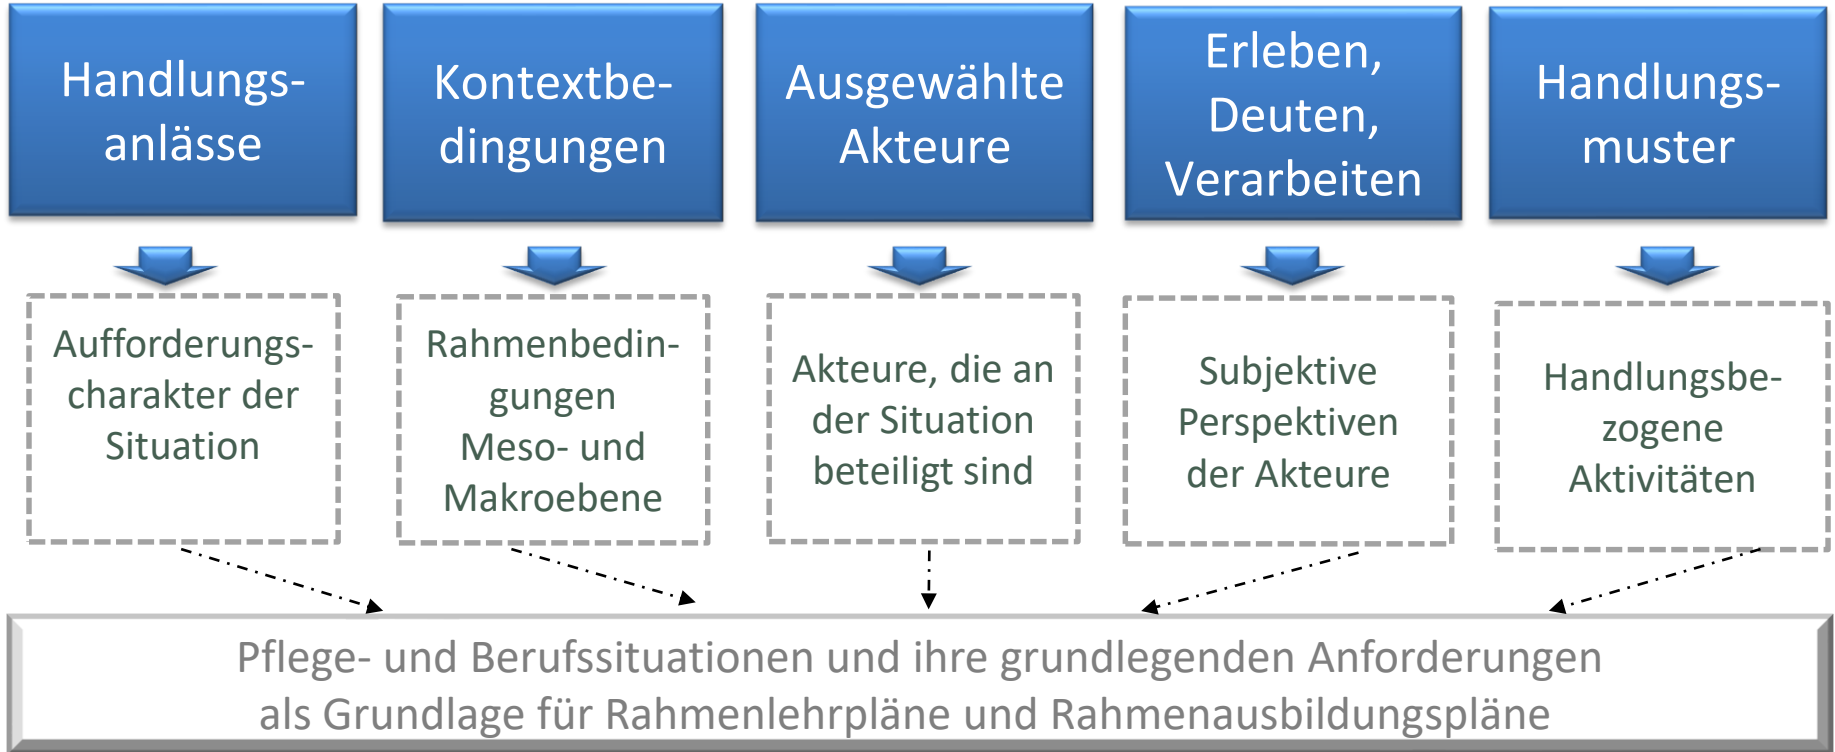 Handlungs-
anlässe
Kontextbe-
dingungen
Ausgewählte
Akteure
Erleben,
Deuten,
Verarbeiten
Handlungs-
muster
Aufforderungs-
charakter der
Situation
Rahmenbedin-
gungen
Meso- und
Makroebene
Akteure, die an
der Situation
beteiligt sind
Subjektive
Perspektiven
der Akteure
Handlungsbe-
zogene
Aktivitäten
Pflege- und Berufssituationen und ihre grundlegenden Anforderungen
als Grundlage für Rahmenlehrpläne und Rahmenausbildungspläne